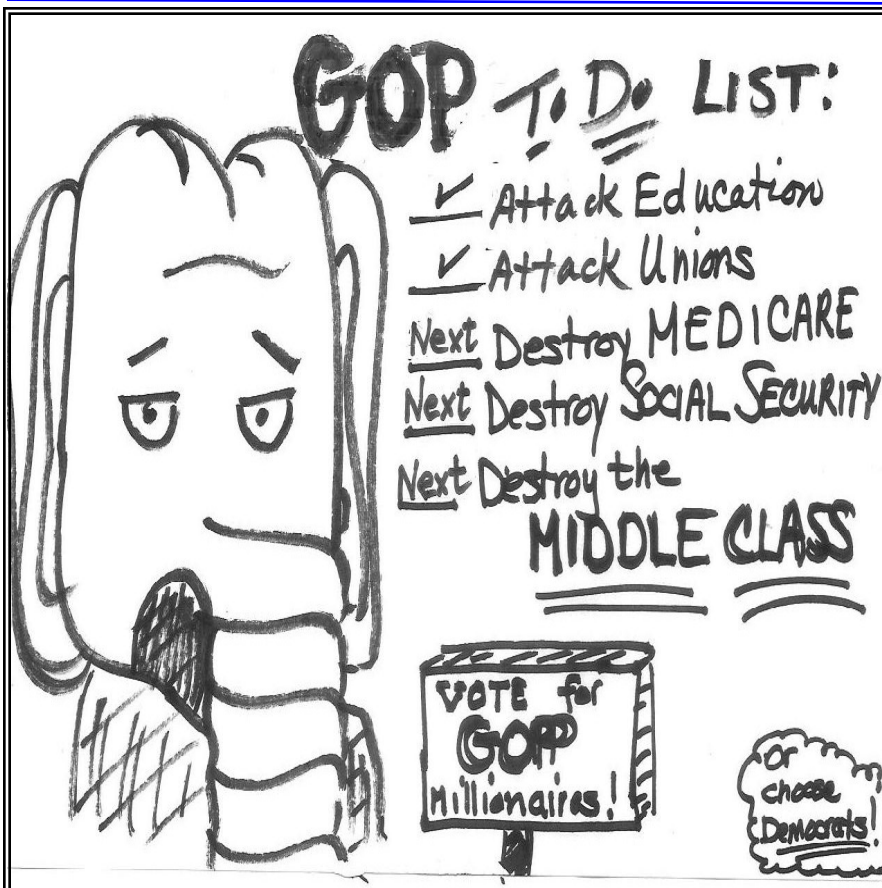 GOP To Do LIST:
✓ Attack Education
✓ Attack Unions
Next Destroy MEDICARE
Next Destroy SOCIAL SECURITY
Next Destroy the
MIDDLE CLASS
VOTE for
GOPP
Millionaires!
Or
choose
Democrats!